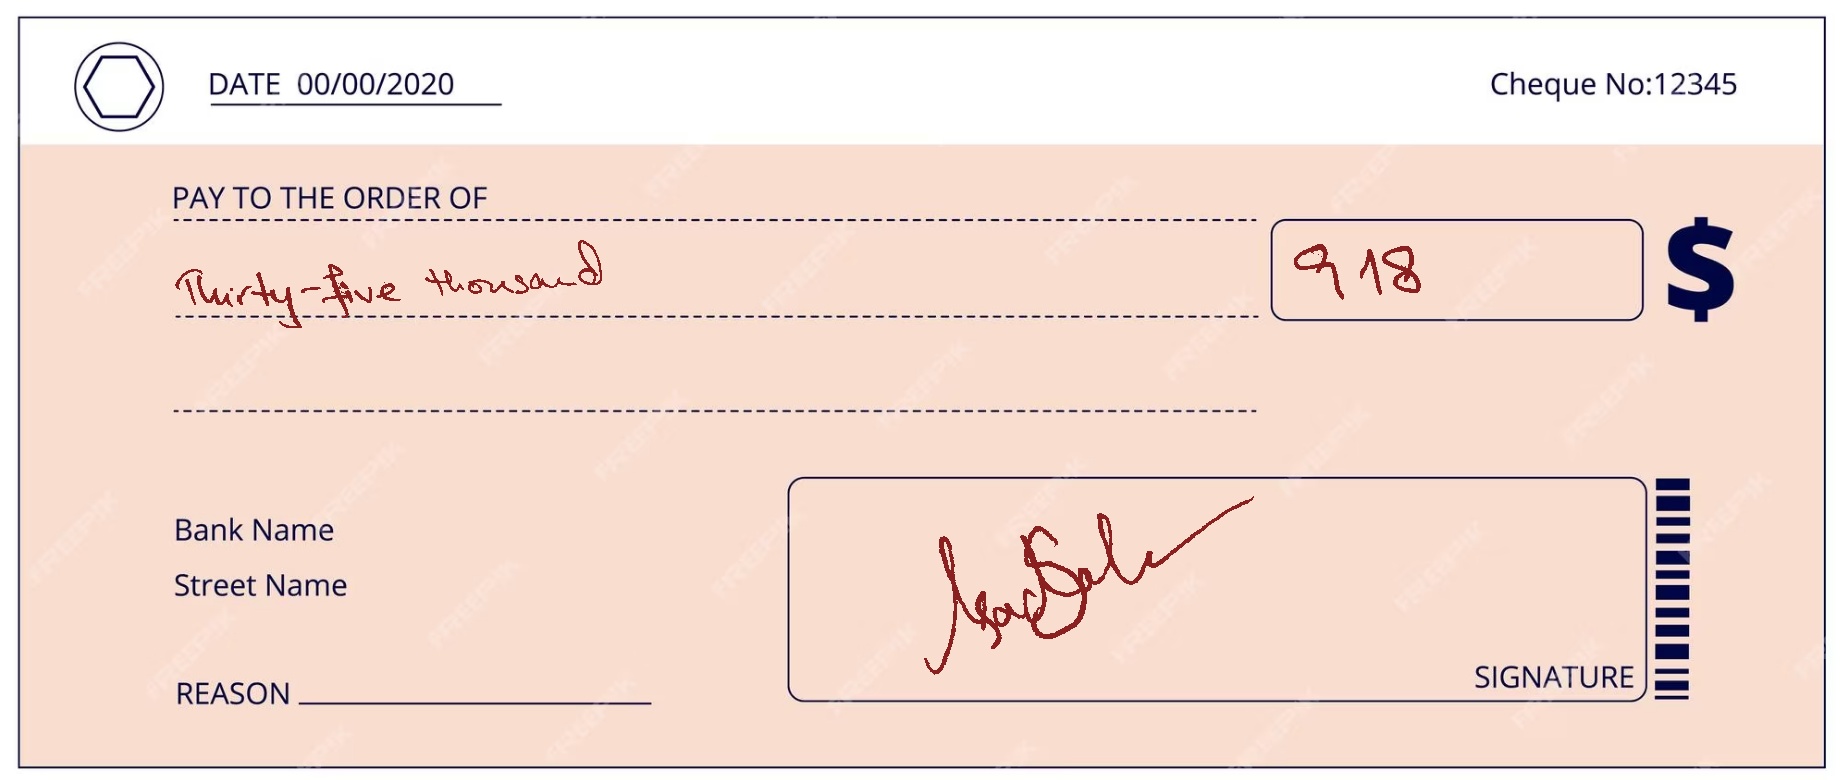 DATE 00/00/2020
Cheque No:12345
PAY TO THE ORDER OF
Thirty-five thousand
918
$
Bank Name
Street Name
SIGNATURE
REASON